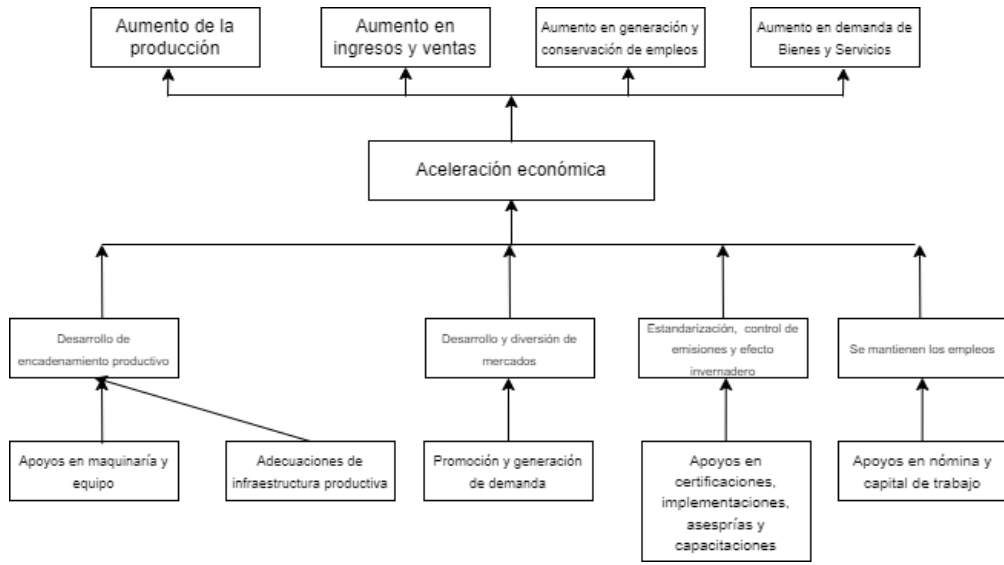 Aumento de la
producción
Aumento en
ingresos y ventas
Aumento en generación y
conservación de empleos
Aumento en demanda de
Bienes y Servicios
Aceleración económica
Desarrollo de
encadenamiento productivo
Desarrollo y diversión de
mercados
Estandarización, control de
emisiones y efecto
invernadero
Se mantienen los empleos
Apoyos en maquinaría y
equipo
Adecuaciones de
infraestructura productiva
Promoción y generación
de demanda
Apoyos en
certificaciones,
implementaciones,
asesprías y
capacitaciones
Apoyos en nómina y
capital de trabajo